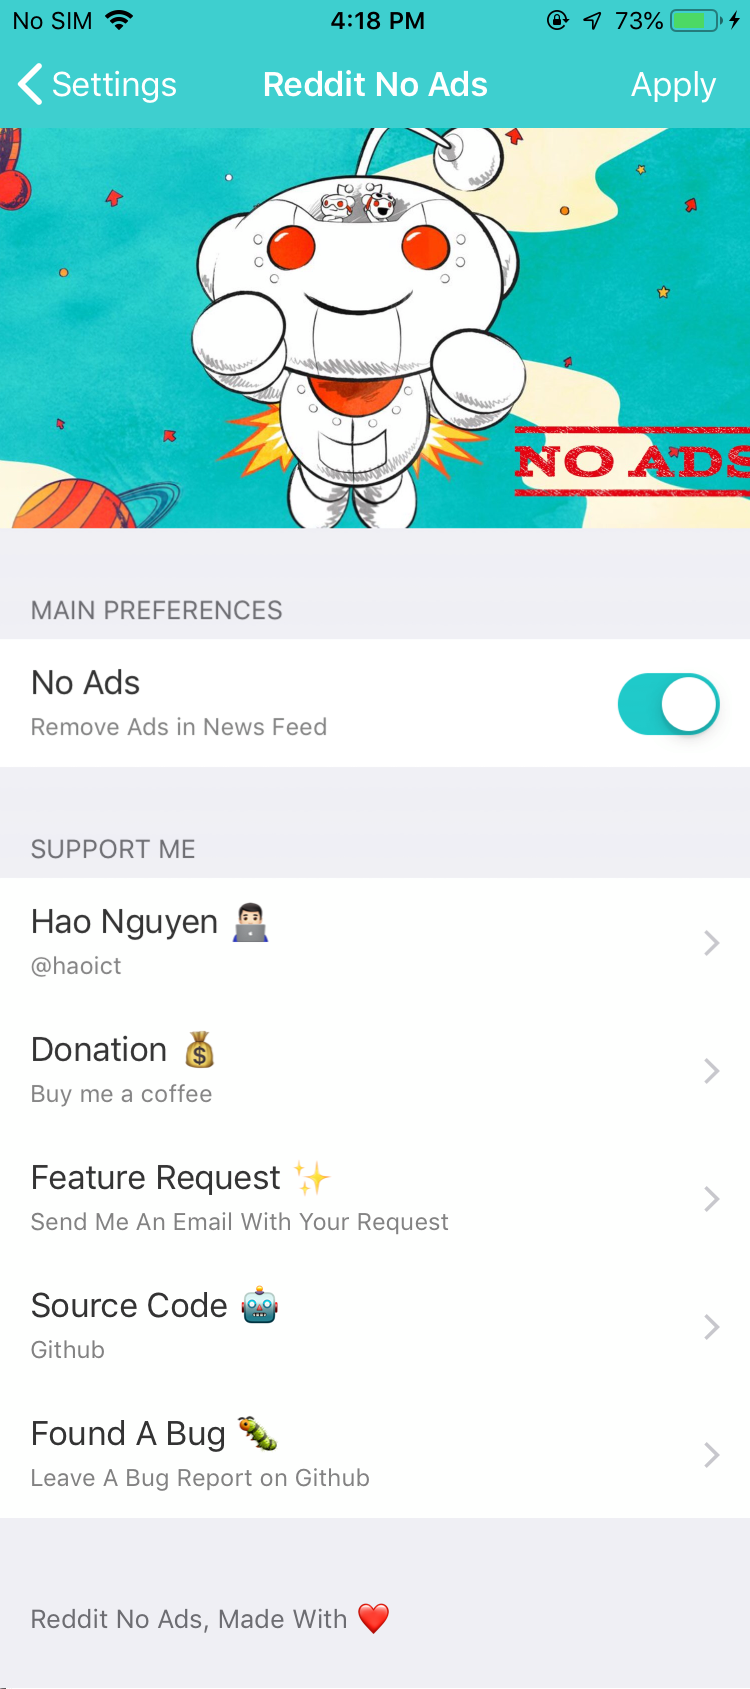 No SIM 4:18 PM 73%
Settings Reddit No Ads Apply
NO ADS
MAIN PREFERENCES
No Ads
Remove Ads in News Feed
SUPPORT ME
Hao Nguyen 👨🏻‍💻
@haoict
Donation 💰
Buy me a coffee
Feature Request ✨
Send Me An Email With Your Request
Source Code 🤖
Github
Found A Bug 🐛
Leave A Bug Report on Github
Reddit No Ads, Made With ❤️